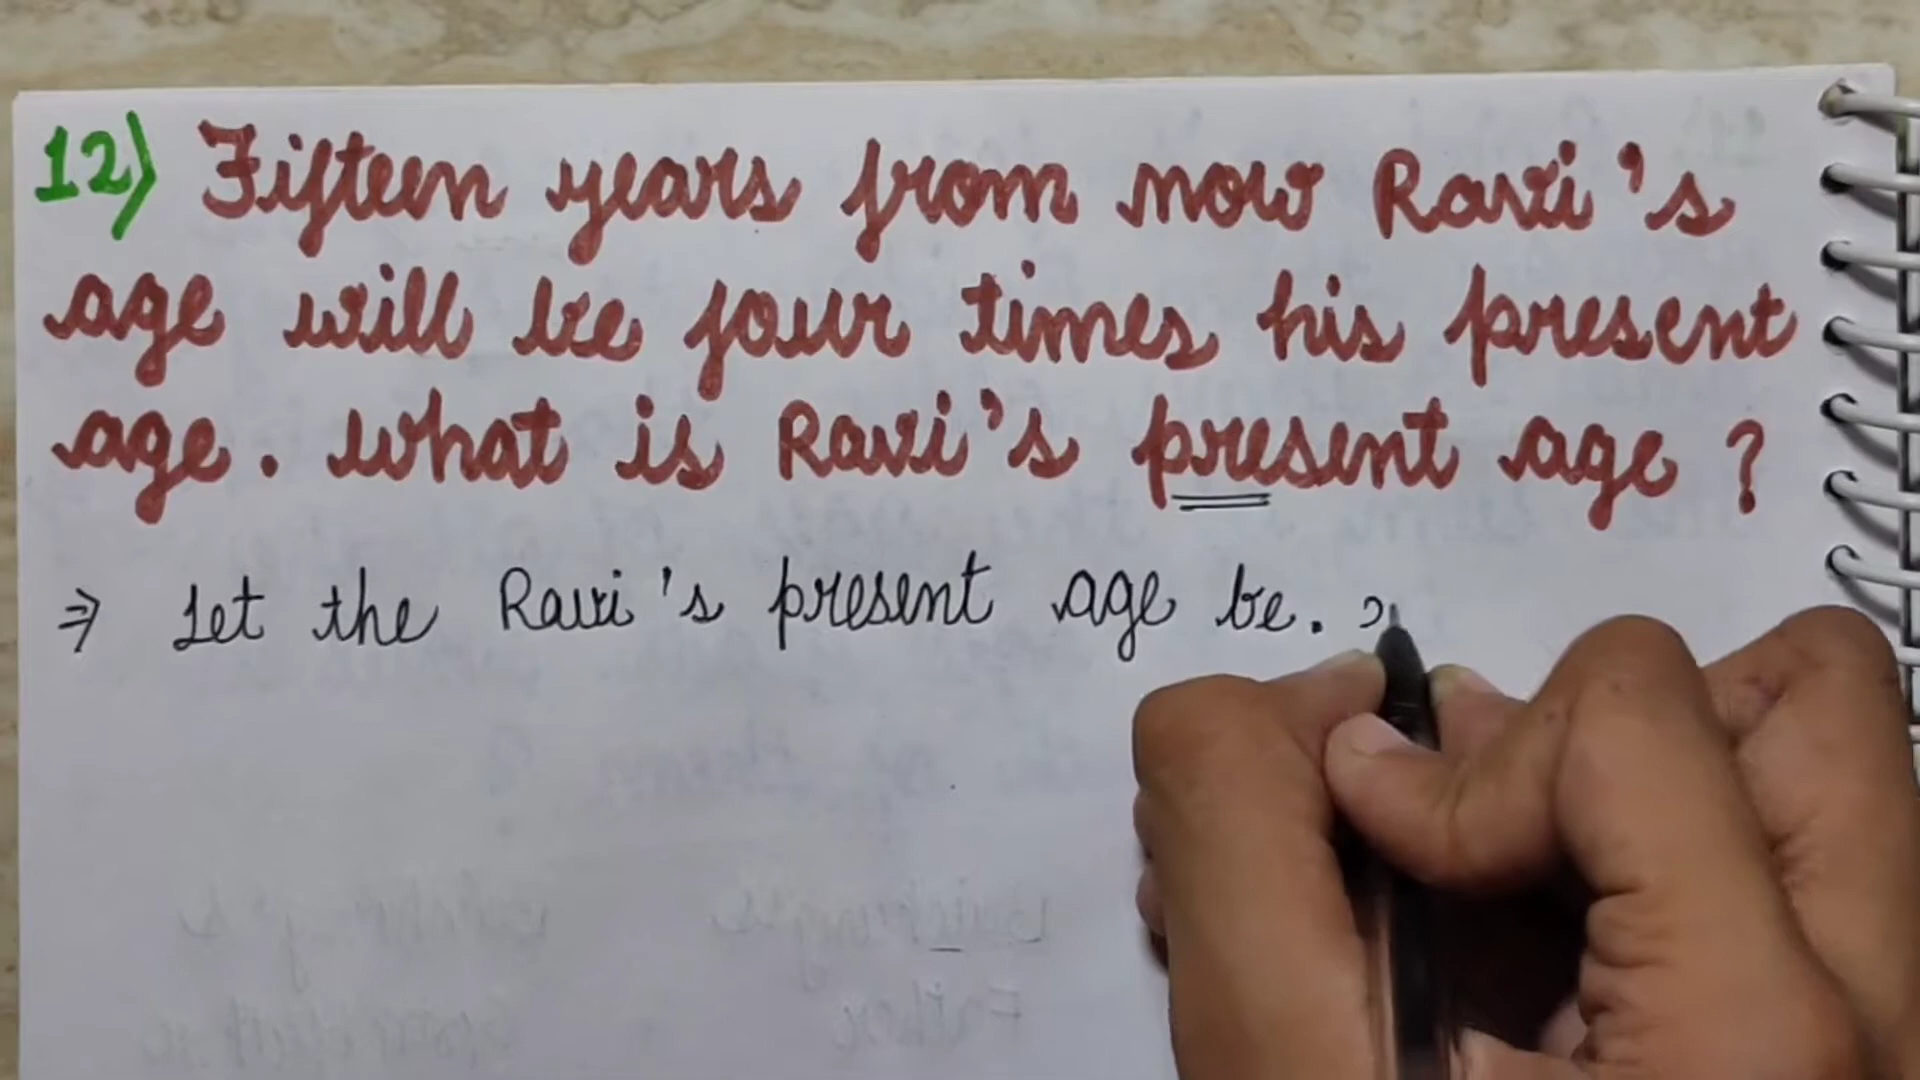 12) Fifteen years from now Ravi's
age will be four times his present
age. What is Ravi's present age ?
⇒ Let the Ravi's present age be. x